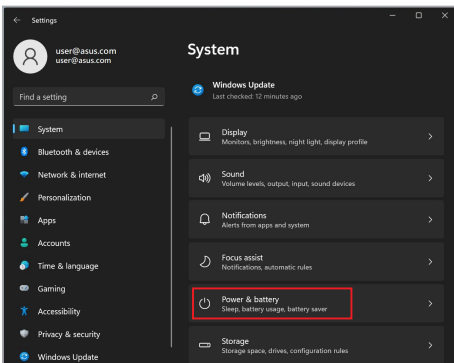 Settings
user@asus.com
user@asus.com
Find a setting
System
Bluetooth & devices
Network & internet
Personalization
Apps
Accounts
Time & language
Gaming
Accessibility
Privacy & security
Windows Update
System
Windows Update
Last checked: 12 minutes ago
Display
Monitors, brightness, night light, display profile
Sound
Volume levels, output, input, sound devices
Notifications
Alerts from apps and system
Focus assist
Notifications, automatic rules
Power & battery
Sleep, battery usage, battery saver
Storage
Storage space, drives, configuration rules